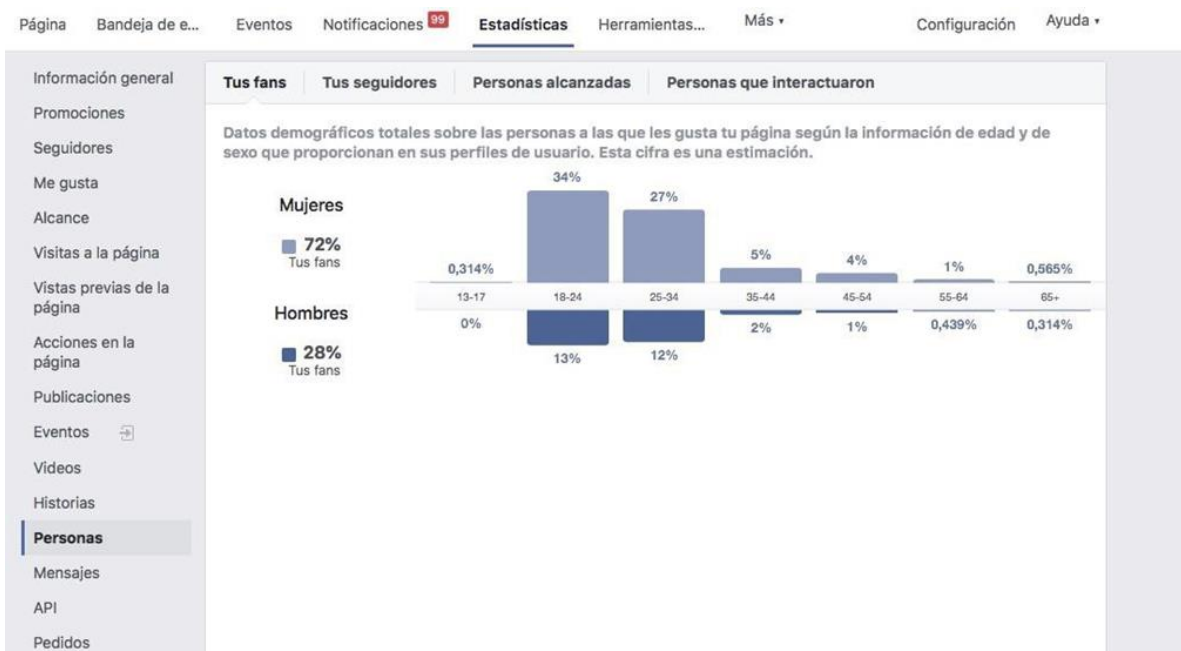 Página Bandeja de e... Eventos Notificaciones 99 Estadísticas Herramientas... Más Configuración Ayuda
Información general
Promociones
Seguidores
Me gusta
Alcance
Visitas a la página
Vistas previas de la
página
Acciones en la
página
Publicaciones
Eventos
Videos
Historias
Personas
Mensajes
API
Pedidos
Tus fans Tus seguidores Personas alcanzadas Personas que interactuaron
Datos demográficos totales sobre las personas a las que les gusta tu página según la información de edad y de
sexo que proporcionan en sus perfiles de usuario. Esta cifra es una estimación.
Mujeres
72%
Tus fans
0,314% 34% 27% 5% 4% 1% 0,565%
13-17 18-24 25-34 35-44 45-54 55-64 65+
Hombres
28%
Tus fans
0% 13% 12% 2% 1% 0,439% 0,314%